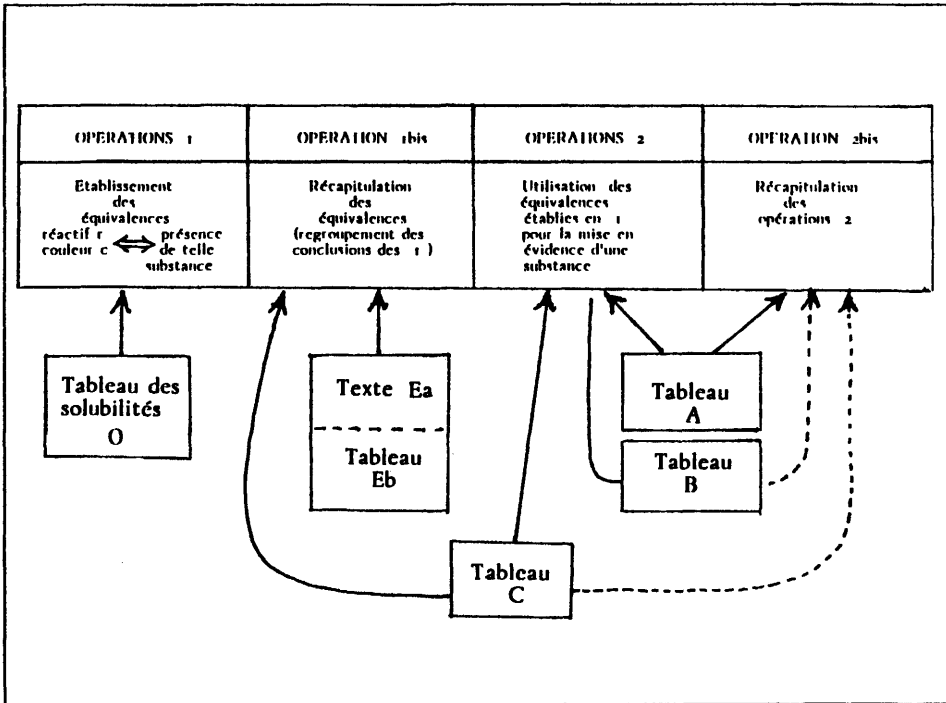 OPERATIONS 1
OPERATION 1bis
OPERATIONS 2
OPERATION 2bis
Etablissement
des
équivalences
réactif r
couleur c ⟺ présence
de telle
substance
Récapitulation
des
équivalences
(regroupement des
conclusions des 1 )
Utilisation des
équivalences
établies en 1
pour la mise en
évidence d'une
substance
Récapitulation
des
opérations 2
Tableau des
solubilités
O
Texte Ea
Tableau
Eb
Tableau
A
Tableau
B
Tableau
C